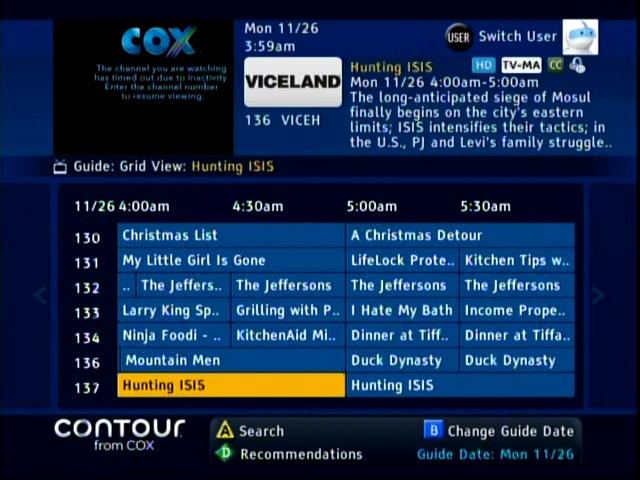 COX
The channel you are watching
has timed out due to inactivity.
Enter the channel number
to resume viewing.
Mon 11/26
3:59am
USER Switch User
VICELAND
136 VICEH
Hunting ISIS HD TV-MA CC
Mon 11/26 4:00am-5:00am
The long-anticipated siege of Mosul
finally begins on the city's eastern
limits; ISIS intensifies their tactics; in
the U.S., PJ and Levi's family struggle..
Guide: Grid View: Hunting ISIS
11/26 4:00am 4:30am 5:00am 5:30am
130 Christmas List A Christmas Detour
131 My Little Girl Is Gone LifeLock Prote.. Kitchen Tips w..
132 .. The Jeffers.. The Jeffersons The Jeffersons The Jeffersons
133 Larry King Sp.. Grilling with P.. I Hate My Bath Income Prope..
134 Ninja Foodi - .. KitchenAid Mi.. Dinner at Tiff.. Dinner at Tiffa..
136 Mountain Men Duck Dynasty Duck Dynasty
137 Hunting ISIS Hunting ISIS
contour
from COX
A Search
D Recommendations
B Change Guide Date
Guide Date: Mon 11/26